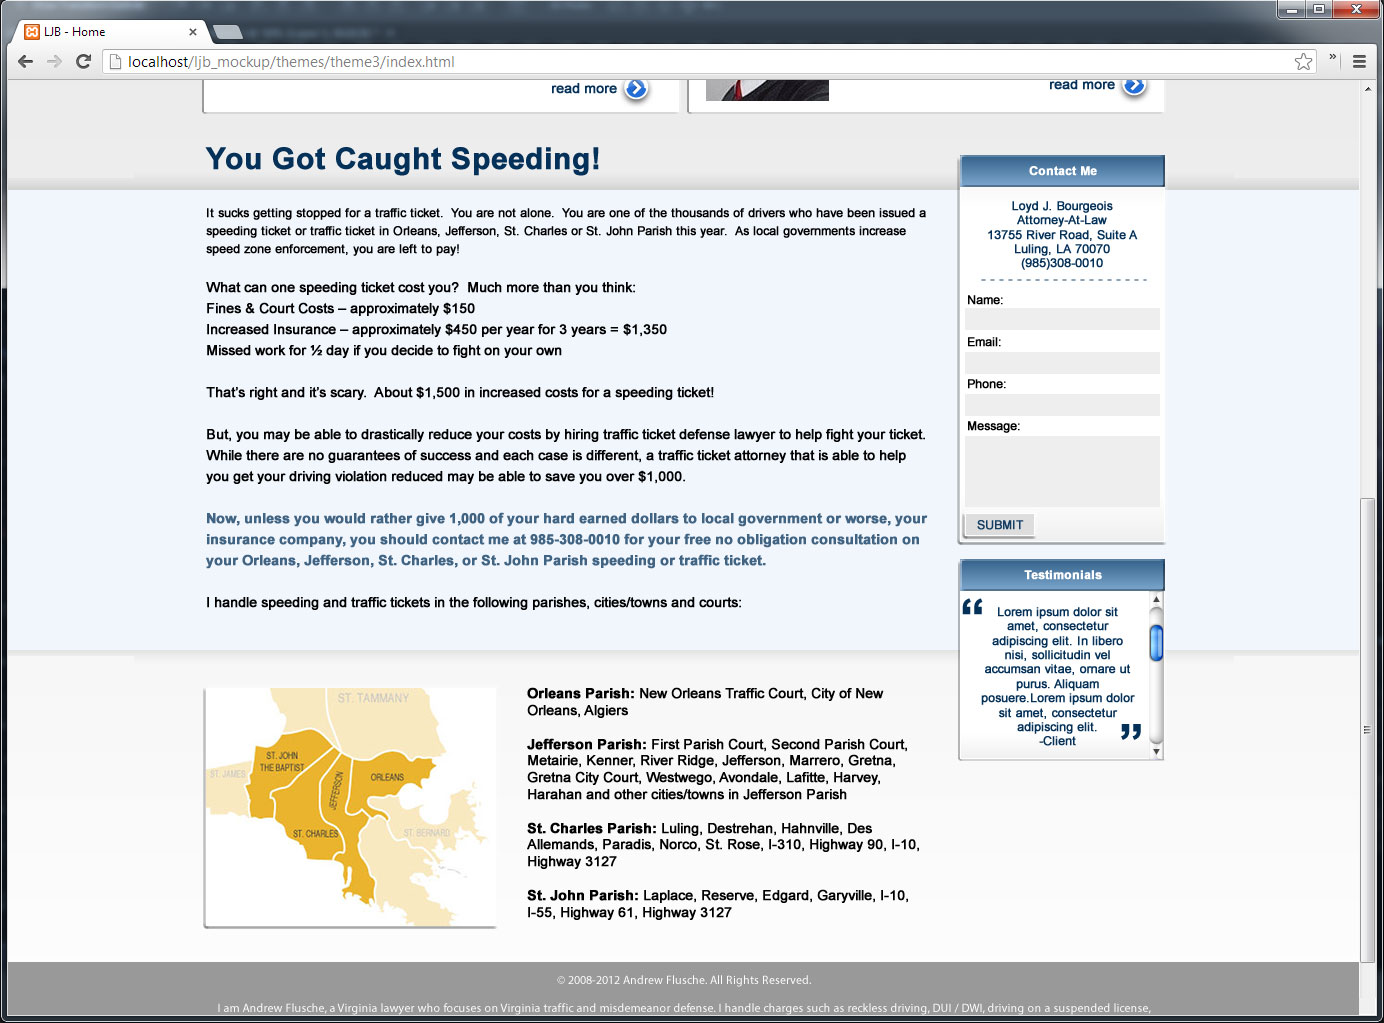 LJB - Home
localhost/ljb_mockup/themes/theme3/index.html
read more
read more
You Got Caught Speeding!
It sucks getting stopped for a traffic ticket. You are not alone. You are one of the thousands of drivers who have been issued a
speeding ticket or traffic ticket in Orleans, Jefferson, St. Charles or St. John Parish this year. As local governments increase
speed zone enforcement, you are left to pay!
What can one speeding ticket cost you? Much more than you think:
Fines & Court Costs – approximately $150
Increased Insurance – approximately $450 per year for 3 years = $1,350
Missed work for ½ day if you decide to fight on your own
That's right and it's scary. About $1,500 in increased costs for a speeding ticket!
But, you may be able to drastically reduce your costs by hiring traffic ticket defense lawyer to help fight your ticket.
While there are no guarantees of success and each case is different, a traffic ticket attorney that is able to help
you get your driving violation reduced may be able to save you over $1,000.
Now, unless you would rather give 1,000 of your hard earned dollars to local government or worse, your
insurance company, you should contact me at 985-308-0010 for your free no obligation consultation on
your Orleans, Jefferson, St. Charles, or St. John Parish speeding or traffic ticket.
I handle speeding and traffic tickets in the following parishes, cities/towns and courts:
Contact Me
Loyd J. Bourgeois
Attorney-At-Law
13755 River Road, Suite A
Luling, LA 70070
(985)308-0010
Name:
Email:
Phone:
Message:
SUBMIT
Testimonials
“ Lorem ipsum dolor sit
amet, consectetur
adipiscing elit. In libero
nisi, sollicitudin vel
accumsan vitae, ornare ut
purus. Aliquam
posuere.Lorem ipsum dolor
sit amet, consectetur
adipiscing elit.
-Client ”
ST. TAMMANY
ST. JOHN
THE BAPTIST
ST. JAMES
JEFFERSON
ORLEANS
ST. CHARLES
ST. BERNARD
Orleans Parish: New Orleans Traffic Court, City of New
Orleans, Algiers
Jefferson Parish: First Parish Court, Second Parish Court,
Metairie, Kenner, River Ridge, Jefferson, Marrero, Gretna,
Gretna City Court, Westwego, Avondale, Lafitte, Harvey,
Harahan and other cities/towns in Jefferson Parish
St. Charles Parish: Luling, Destrehan, Hahnville, Des
Allemands, Paradis, Norco, St. Rose, I-310, Highway 90, I-10,
Highway 3127
St. John Parish: Laplace, Reserve, Edgard, Garyville, I-10,
I-55, Highway 61, Highway 3127
© 2008-2012 Andrew Flusche. All Rights Reserved.
I am Andrew Flusche, a Virginia lawyer who focuses on Virginia traffic and misdemeanor defense. I handle charges such as reckless driving, DUI / DWI, driving on a suspended license,